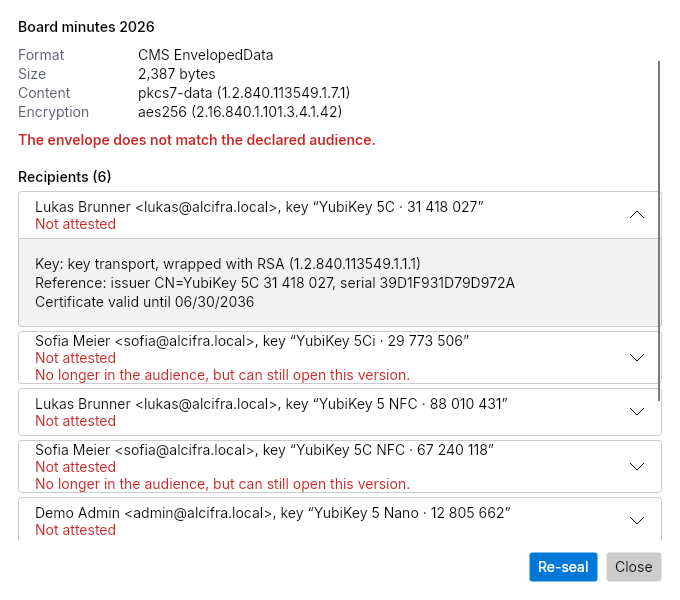 Board minutes 2026
Format CMS EnvelopedData
Size 2,387 bytes
Content pkcs7-data (1.2.840.113549.1.7.1)
Encryption aes256 (2.16.840.1.101.3.4.1.42)
The envelope does not match the declared audience.
Recipients (6)
Lukas Brunner <lukas@alcifra.local>, key “YubiKey 5C · 31 418 027”
Not attested
Key: key transport, wrapped with RSA (1.2.840.113549.1.1.1)
Reference: issuer CN=YubiKey 5C 31 418 027, serial 39D1F931D79D972A
Certificate valid until 06/30/2036
Sofia Meier <sofia@alcifra.local>, key “YubiKey 5Ci · 29 773 506”
Not attested
No longer in the audience, but can still open this version.
Lukas Brunner <lukas@alcifra.local>, key “YubiKey 5 NFC · 88 010 431”
Not attested
Sofia Meier <sofia@alcifra.local>, key “YubiKey 5C NFC · 67 240 118”
Not attested
No longer in the audience, but can still open this version.
Demo Admin <admin@alcifra.local>, key “YubiKey 5 Nano · 12 805 662”
Not attested
Re-seal Close